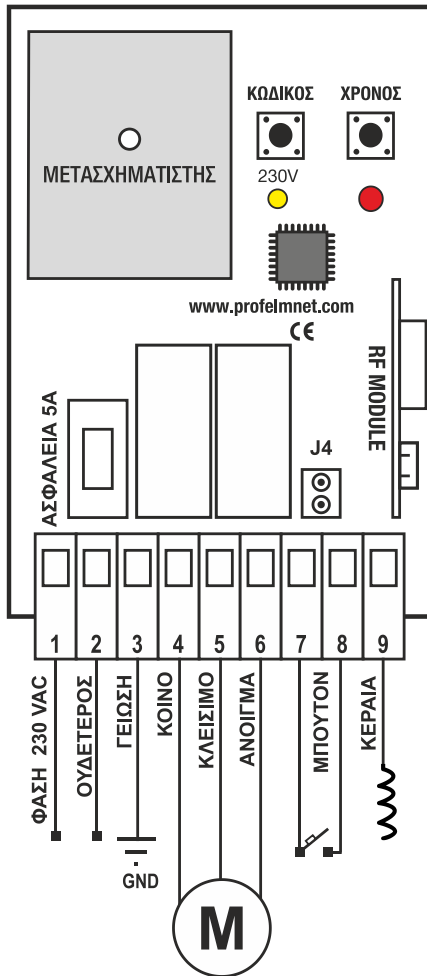 ΚΩΔΙΚΟΣ ΧΡΟΝΟΣ
230V
ΜΕΤΑΣΧΗΜΑΤΙΣΤΗΣ
www.profelmnet.com
CE
RF MODULE
ΑΣΦΑΛΕΙΑ 5Α
J4
1 2 3 4 5 6 7 8 9
ΦΑΣΗ 230 VAC
ΟΥΔΕΤΕΡΟΣ
ΓΕΙΩΣΗ
ΚΟΙΝΟ
ΚΛΕΙΣΙΜΟ
ΑΝΟΙΓΜΑ
ΜΠΟΥΤΟΝ
ΚΕΡΑΙΑ
GND
M